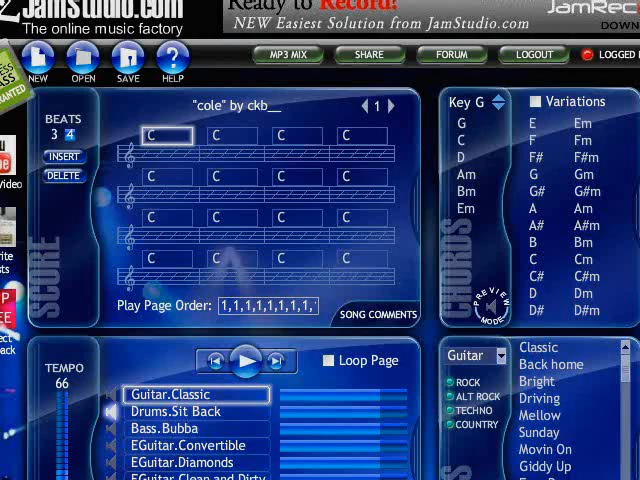 JamStudio.com
The online music factory
Ready to Record!
NEW Easiest Solution from JamStudio.com
JamRec
DOWN
NEW OPEN SAVE HELP
MP3 MIX SHARE FORUM LOGOUT LOGGED
BEATS
3 4
INSERT
DELETE
SCORE
"cole" by ckb__
1
C C C C
C C C C
C C C C
C C C C
Play Page Order: 1,1,1,1,1,1,1,1,
SONG COMMENTS
Key G
G
C
D
Am
Bm
Em
CHORDS
PREVIEW MODE
Variations
E Em
F Fm
F# F#m
G Gm
G# G#m
A Am
A# A#m
B Bm
C Cm
C# C#m
D Dm
D# D#m
Video
TEMPO
66
Loop Page
Guitar.Classic
Drums.Sit Back
Bass.Bubba
EGuitar.Convertible
EGuitar.Diamonds
EGuitar.Clean and Dirty
Guitar
ROCK
ALT ROCK
TECHNO
COUNTRY
Classic
Back home
Bright
Driving
Mellow
Sunday
Movin On
Giddy Up